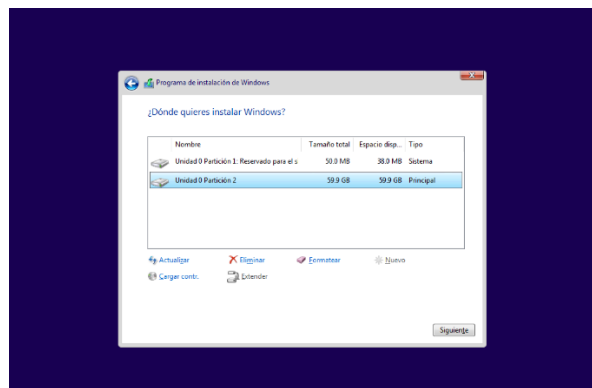 Programa de instalación de Windows
¿Dónde quieres instalar Windows?
Nombre Tamaño total Espacio disp... Tipo
Unidad 0 Partición 1: Reservado para el s 50.0 MB 38.0 MB Sistema
Unidad 0 Partición 2 59.9 GB 59.9 GB Principal
Actualizar Eliminar Formatear Nuevo
Cargar contr. Extender
Siguiente